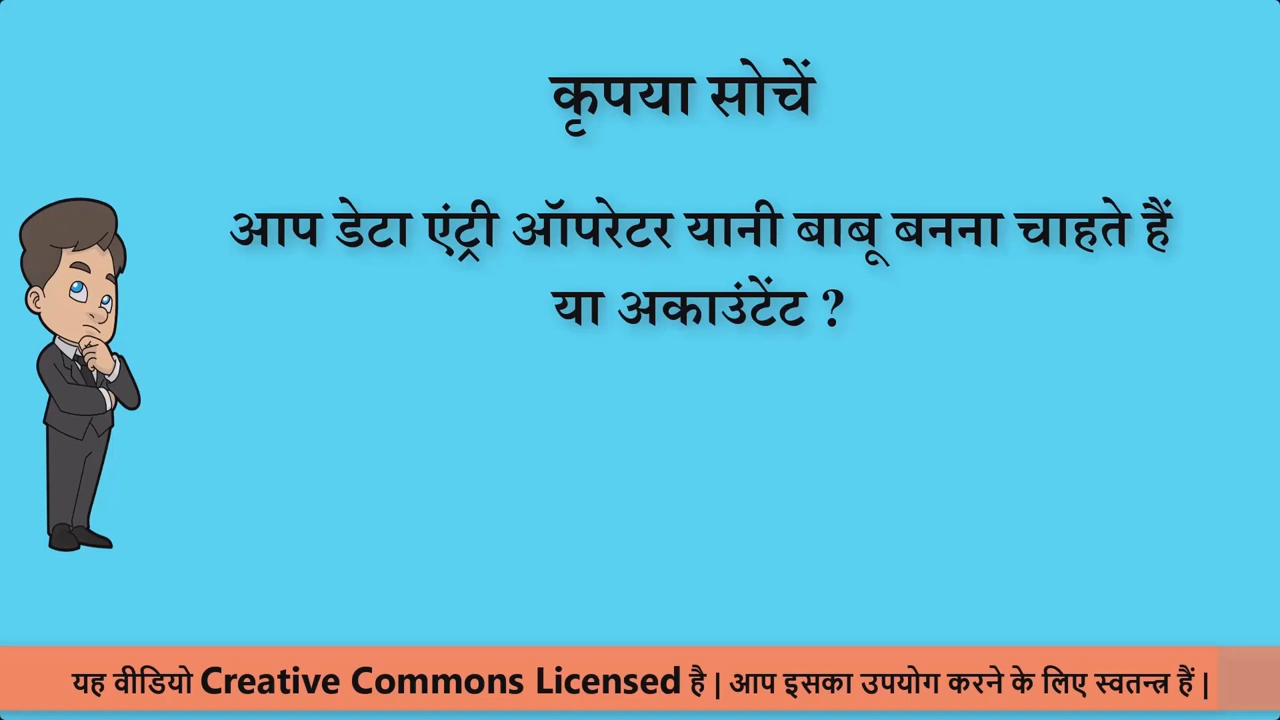 कृपया सोचें
आप डेटा एंट्री ऑपरेटर यानी बाबू बनना चाहते हैं
या अकाउंटेंट ?
यह वीडियो Creative Commons Licensed है | आप इसका उपयोग करने के लिए स्वतन्त्र हैं |